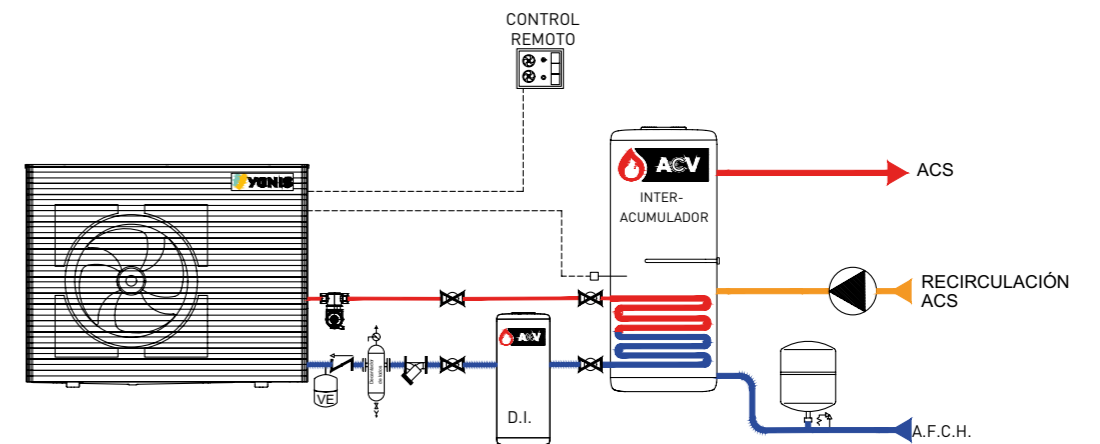 CONTROL
REMOTO
YGNIS
ACV
INTER-
ACUMULADOR
ACS
RECIRCULACIÓN
ACS
ACV
VE
D.I.
A.F.C.H.